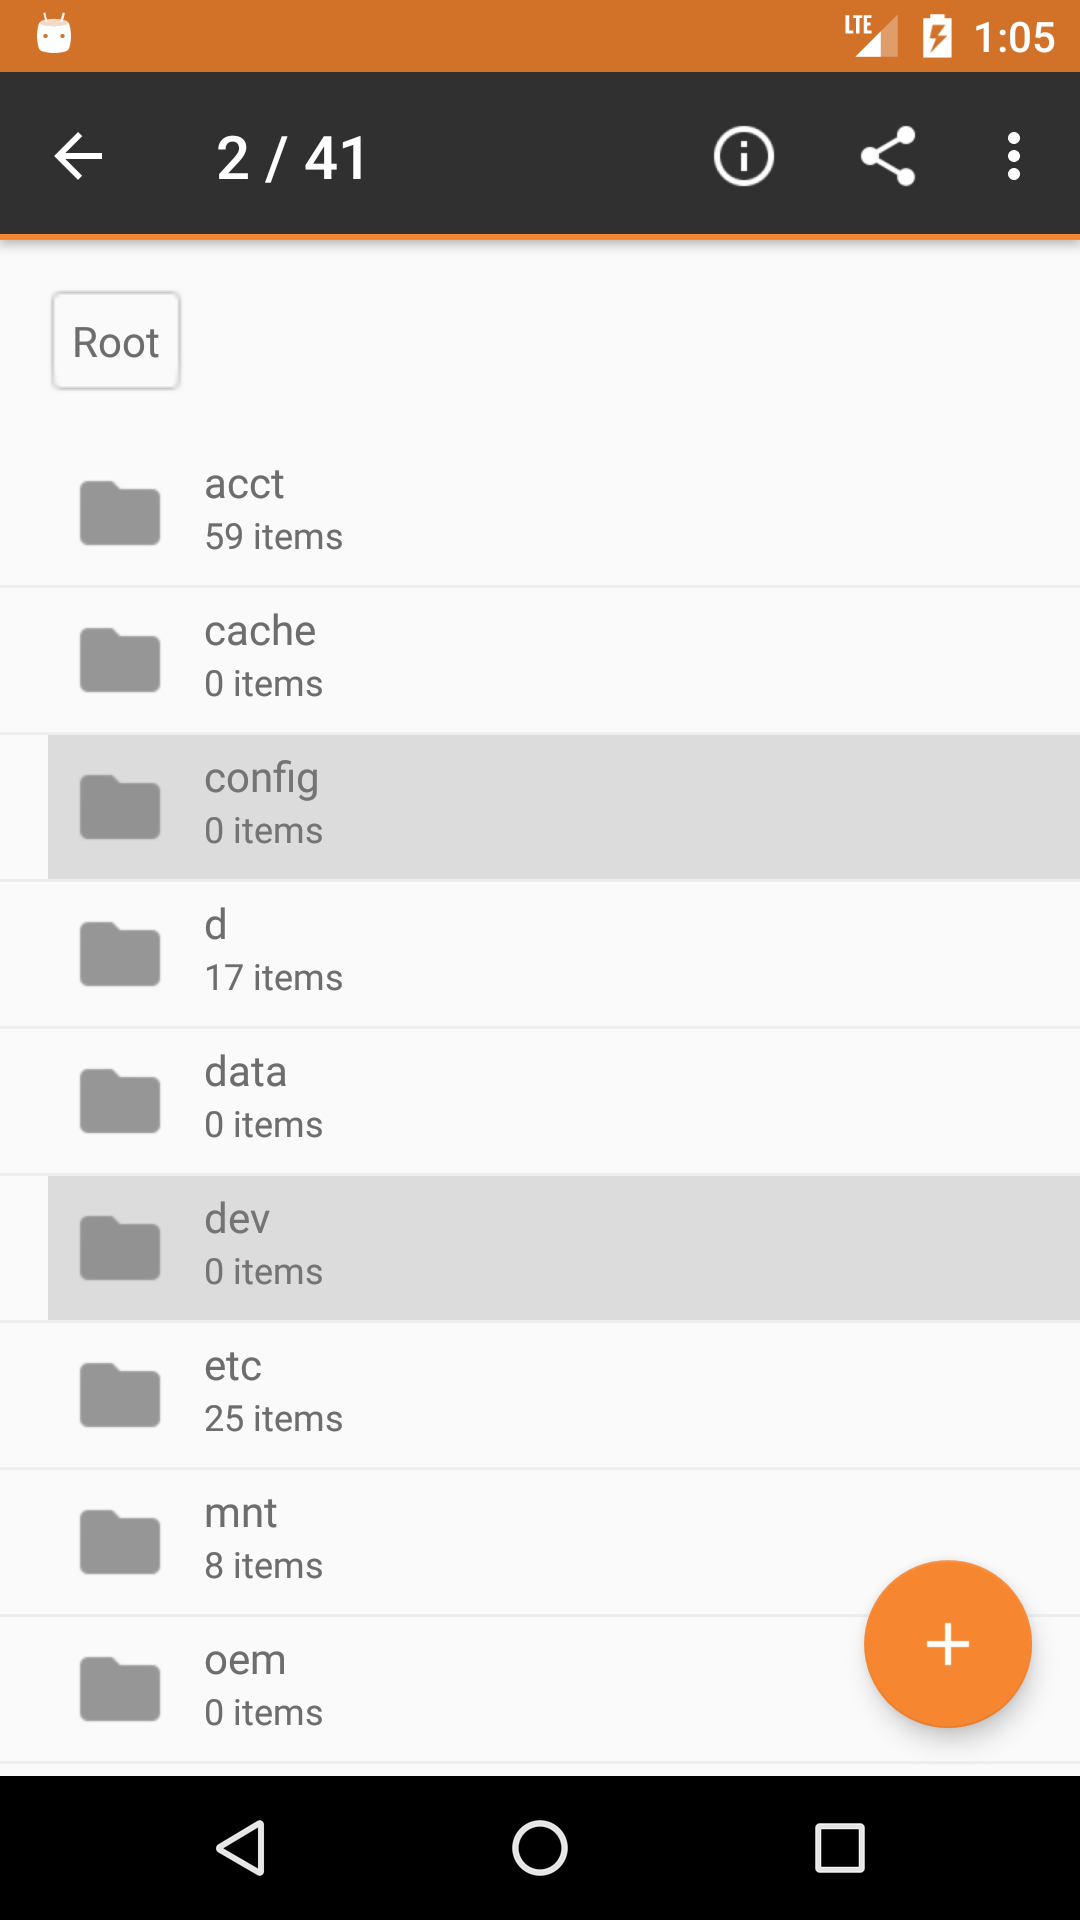 LTE 1:05
2 / 41
Root
acct
59 items
cache
0 items
config
0 items
d
17 items
data
0 items
dev
0 items
etc
25 items
mnt
8 items
oem
0 items